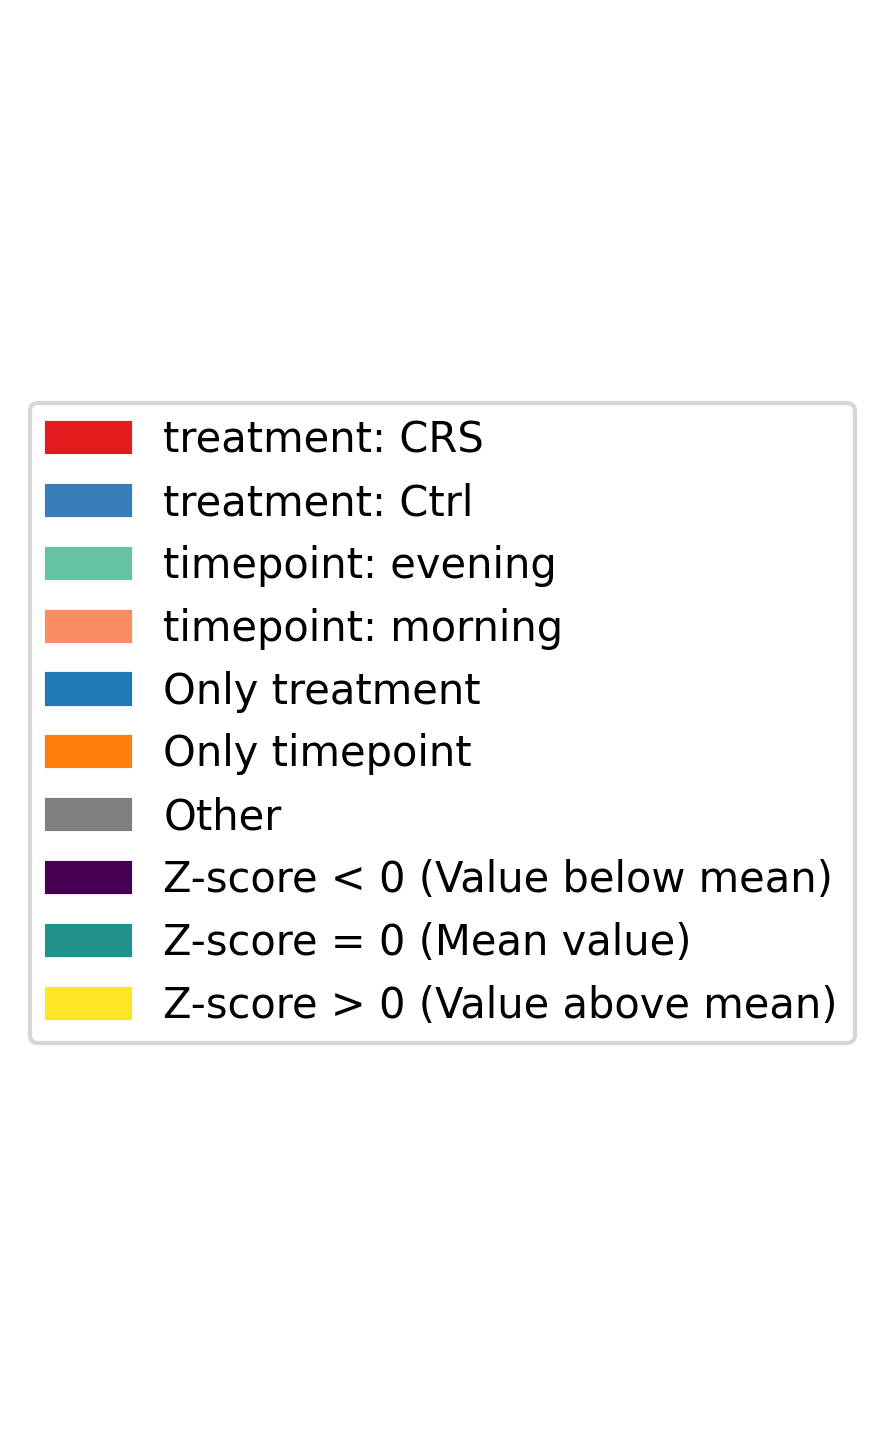 treatment: CRS
treatment: Ctrl
timepoint: evening
timepoint: morning
Only treatment
Only timepoint
Other
Z-score < 0 (Value below mean)
Z-score = 0 (Mean value)
Z-score > 0 (Value above mean)